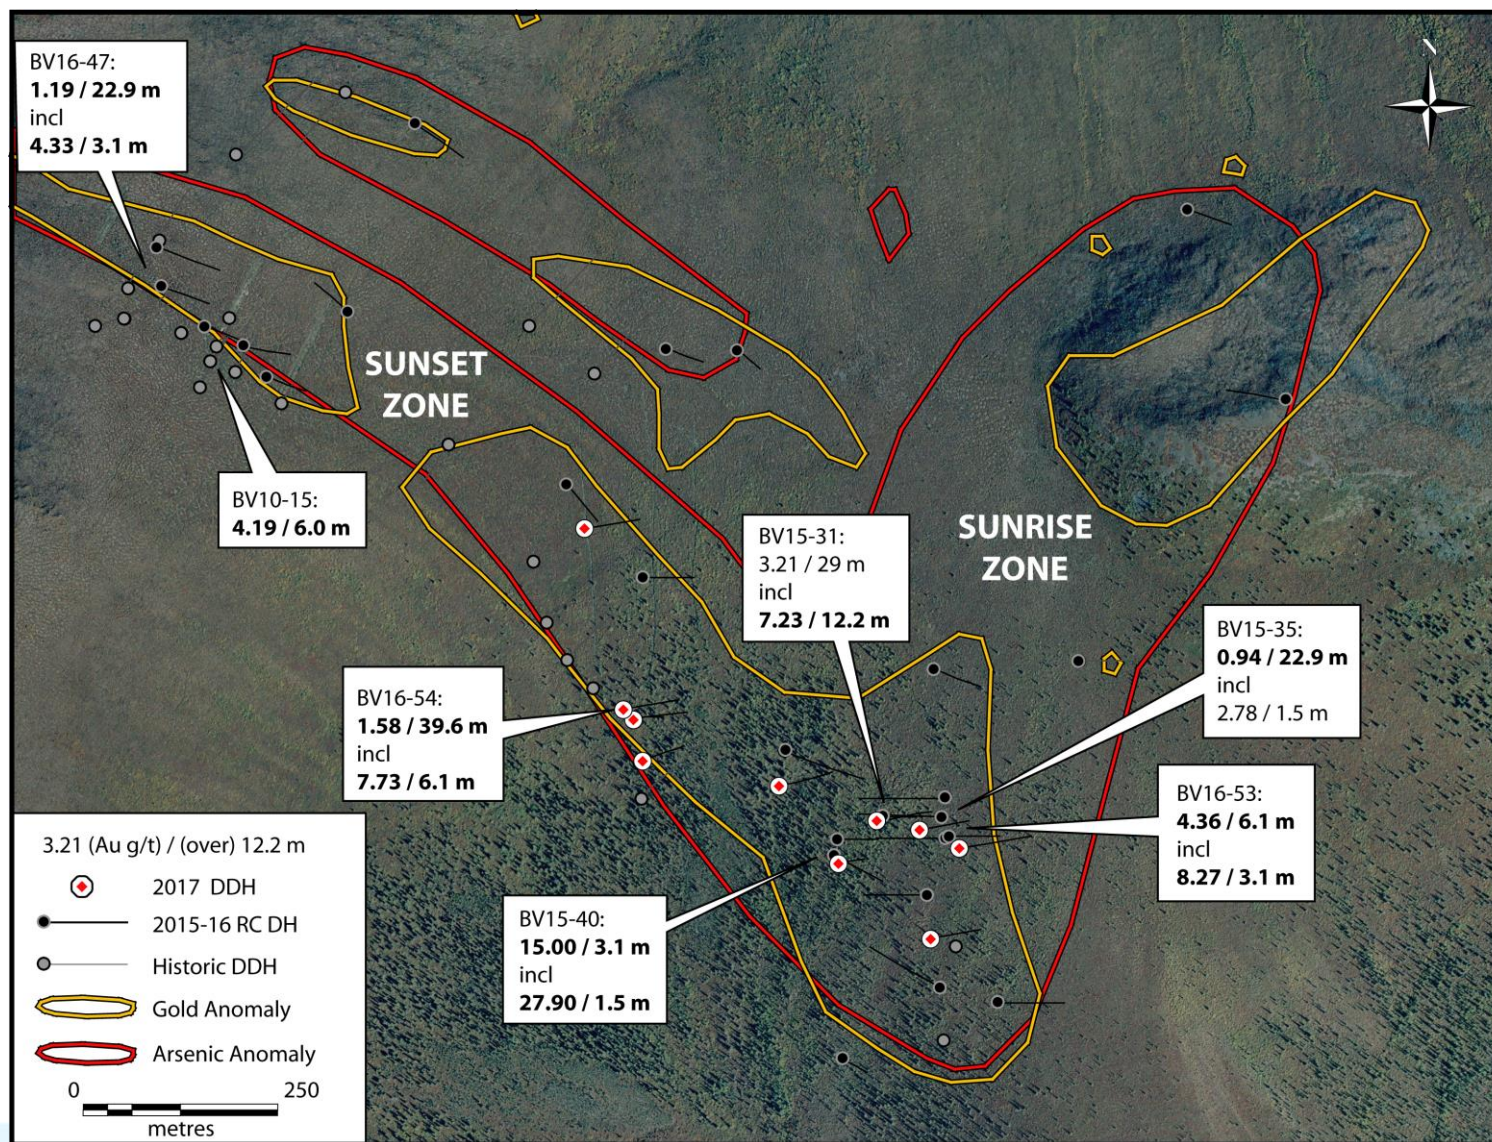 BV16-47:
1.19 / 22.9 m
incl
4.33 / 3.1 m
N
SUNSET
ZONE
BV10-15:
4.19 / 6.0 m
BV15-31:
3.21 / 29 m
incl
7.23 / 12.2 m
SUNRISE
ZONE
BV15-35:
0.94 / 22.9 m
incl
2.78 / 1.5 m
BV16-54:
1.58 / 39.6 m
incl
7.73 / 6.1 m
BV16-53:
4.36 / 6.1 m
incl
8.27 / 3.1 m
BV15-40:
15.00 / 3.1 m
incl
27.90 / 1.5 m
3.21 (Au g/t) / (over) 12.2 m
2017 DDH
2015-16 RC DH
Historic DDH
Gold Anomaly
Arsenic Anomaly
0 250
metres